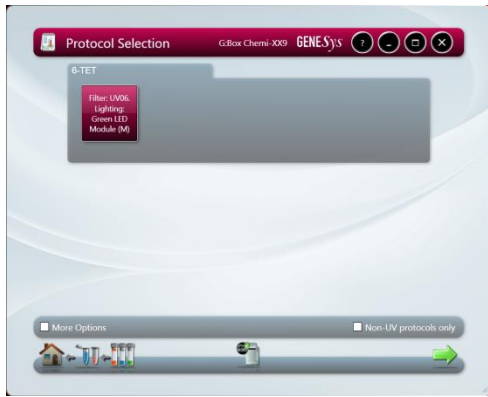 Protocol Selection G:Box Chemi-XX9 GENESys ?
6-TET
Filter: UV06.
Lighting:
Green LED
Module (M)
More Options Non-UV protocols only